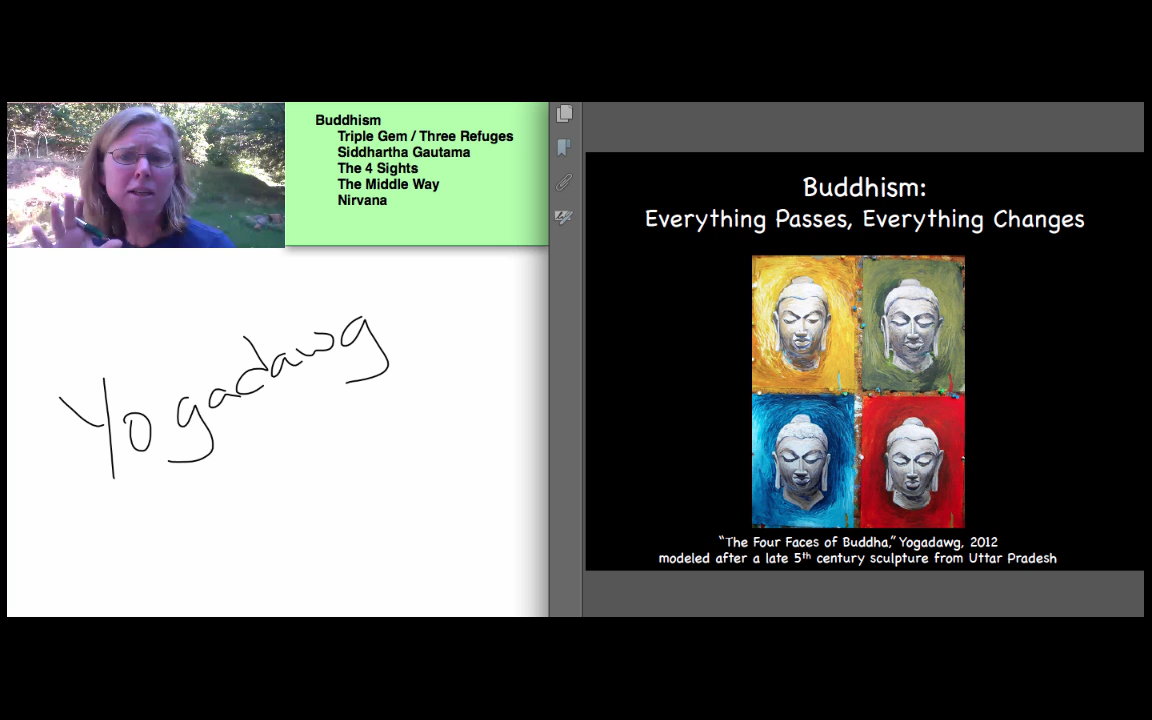 Buddhism
Triple Gem / Three Refuges
Siddhartha Gautama
The 4 Sights
The Middle Way
Nirvana
Yogadawg
Buddhism:
Everything Passes, Everything Changes
“The Four Faces of Buddha,” Yogadawg, 2012
modeled after a late 5th century sculpture from Uttar Pradesh